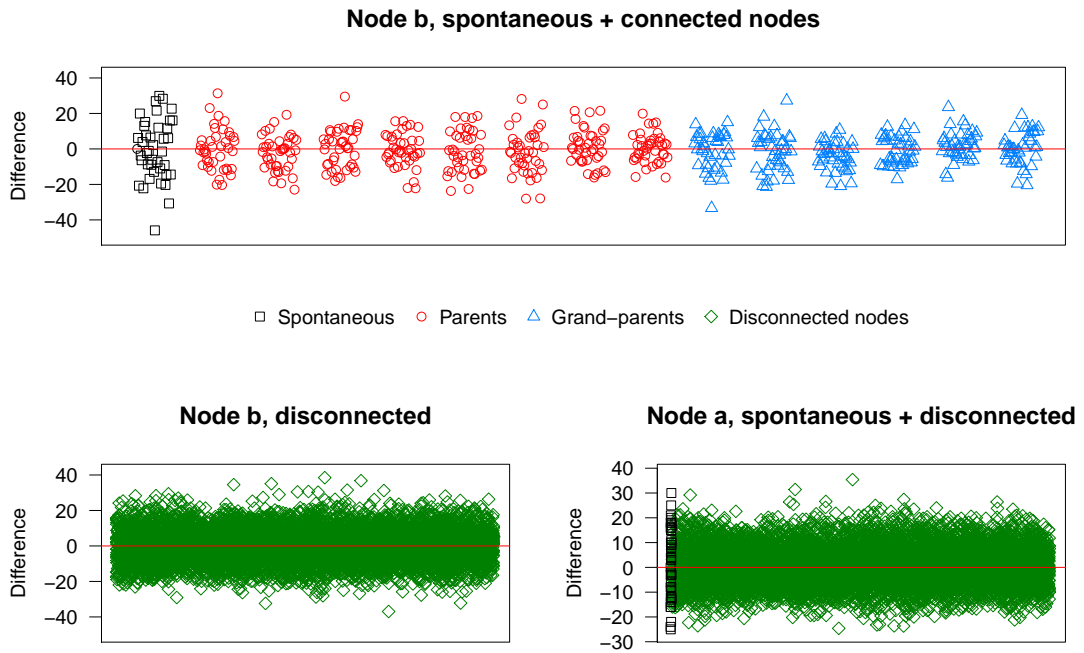 Node b, spontaneous + connected nodes
Difference
40
20
0
−20
−40
Spontaneous Parents Grand−parents Disconnected nodes
Node b, disconnected
Difference
40
20
0
−20
−40
Node a, spontaneous + disconnected
Difference
40
30
20
10
0
−10
−20
−30